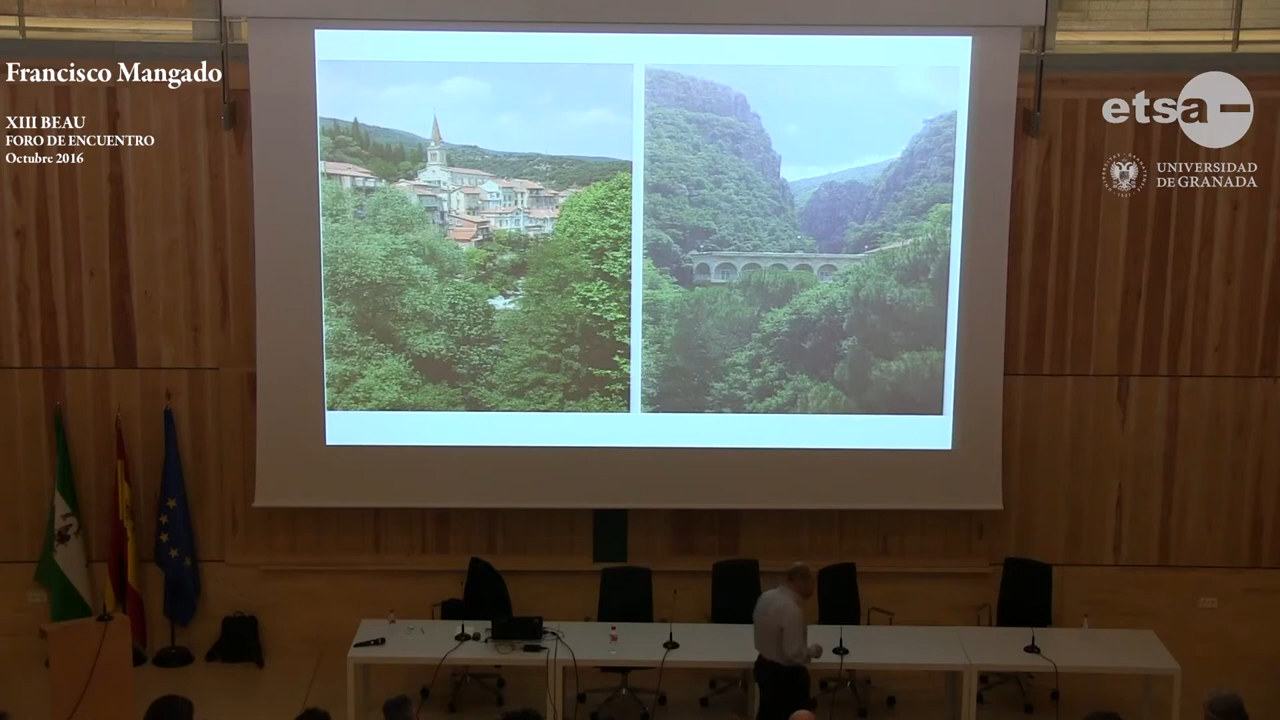 Francisco Mangado
XIII BEAU
FORO DE ENCUENTRO
Octubre 2016
etsa
UNIVERSIDAD
DE GRANADA